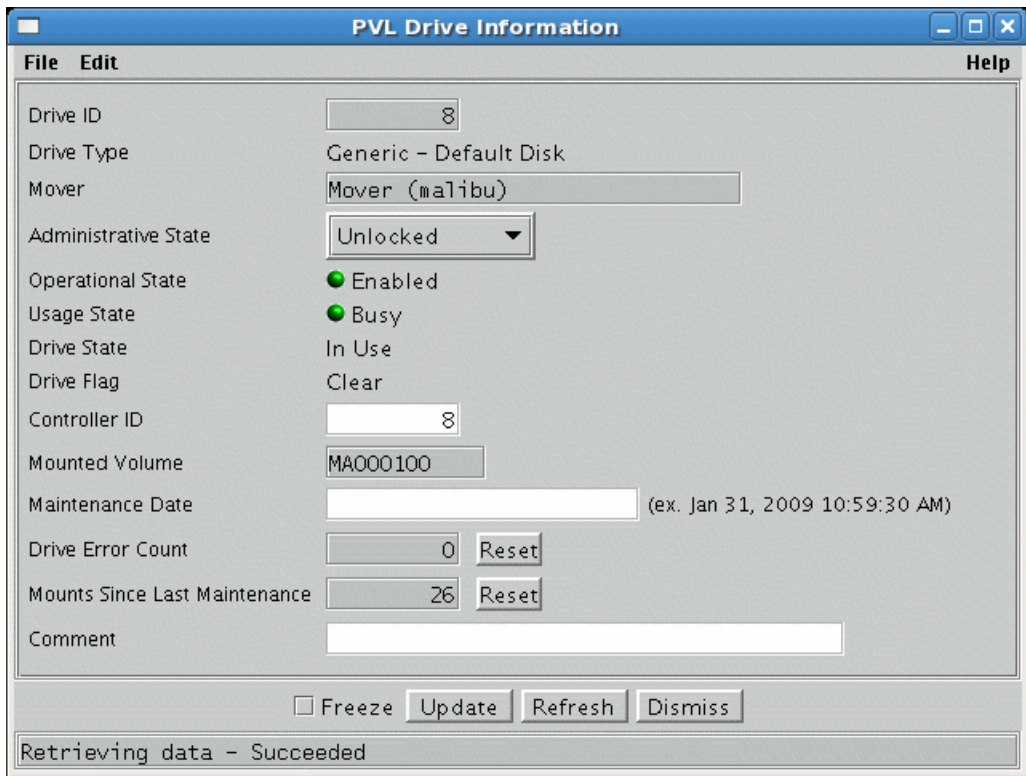 PVL Drive Information
File Edit Help
Drive ID 8
Drive Type Generic - Default Disk
Mover Mover (malibu)
Administrative State Unlocked
Operational State Enabled
Usage State Busy
Drive State In Use
Drive Flag Clear
Controller ID 8
Mounted Volume MA000100
Maintenance Date (ex. Jan 31, 2009 10:59:30 AM)
Drive Error Count 0 Reset
Mounts Since Last Maintenance 26 Reset
Comment
Freeze Update Refresh Dismiss
Retrieving data - Succeeded